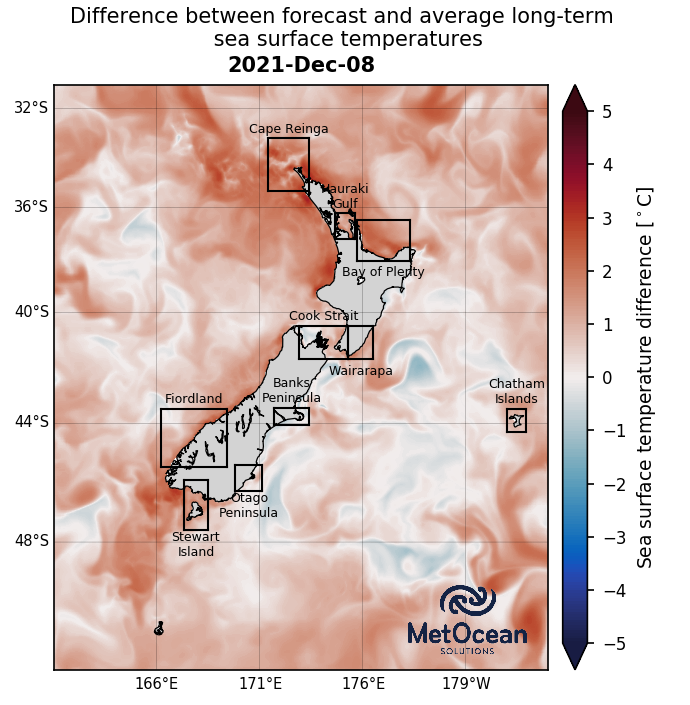 Difference between forecast and average long-term
sea surface temperatures
2021-Dec-08
32°S
36°S
40°S
44°S
48°S
166°E
171°E
176°E
179°W
Cape Reinga
Hauraki
Gulf
Bay of Plenty
Cook Strait
Wairarapa
Banks
Peninsula
Fiordland
Chatham
Islands
Otago
Peninsula
Stewart
Island
MetOcean
SOLUTIONS
5
4
3
2
1
0
−1
−2
−3
−4
−5
Sea surface temperature difference [°C]